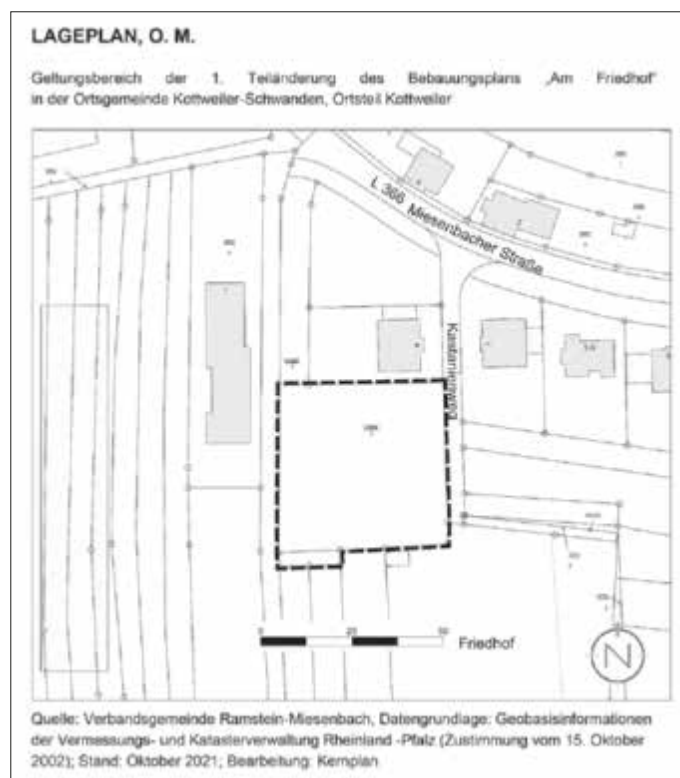 LAGEPLAN, O. M.
Geltungsbereich der 1. Teiländerung des Bebauungsplans „Am Friedhof“
in der Ortsgemeinde Kottweiler-Schwanden, Ortsteil Kottweiler
L 366 Miesenbacher Straße
Kastanienweg
0 50
Friedhof
N
Quelle: Verbandsgemeinde Ramstein-Miesenbach, Datengrundlage: Geobasisinformationen
der Vermessungs- und Katasterverwaltung Rheinland -Pfalz (Zustimmung vom 15. Oktober
2002); Stand: Oktober 2021; Bearbeitung: Kernplan